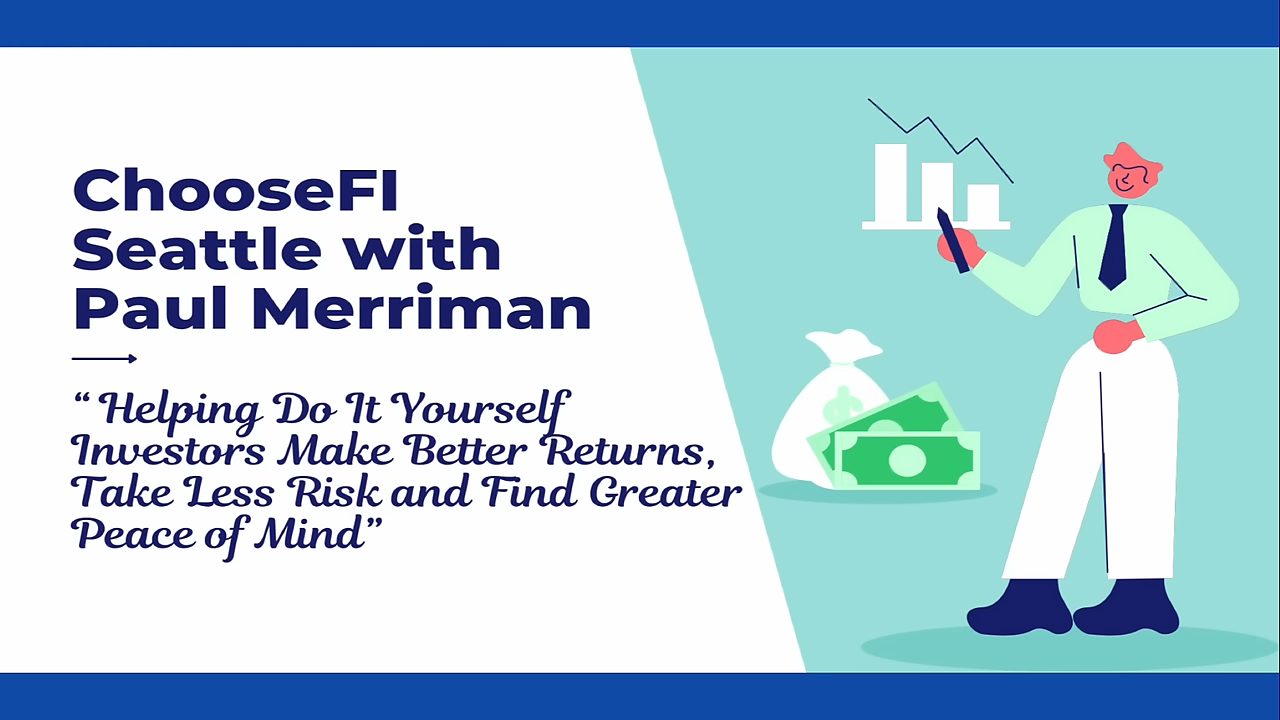 ChooseFI
Seattle with
Paul Merriman
“ Helping Do It Yourself
Investors Make Better Returns,
Take Less Risk and Find Greater
Peace of Mind”